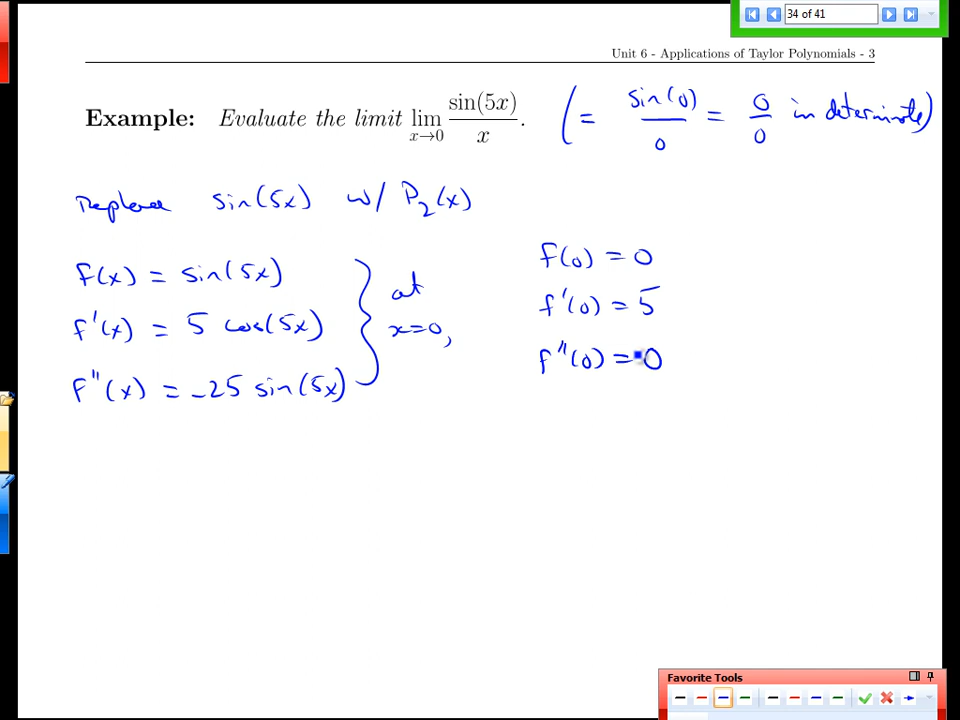 34 of 41
Unit 6 - Applications of Taylor Polynomials - 3
Example: Evaluate the limit lim x→0 sin(5x)/x. (= sin(0)/0 = 0/0 indeterminate)
Replace sin(5x) w/ P₂(x)
f(x) = sin(5x)
f'(x) = 5 cos(5x)
f''(x) = -25 sin(5x)
at
x=0,
f(0) = 0
f'(0) = 5
f''(0) = 0
Favorite Tools